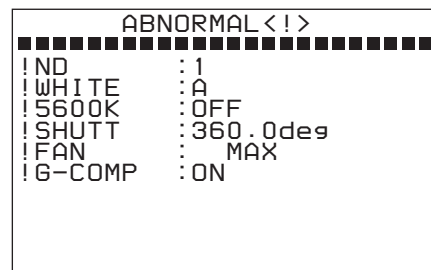 ABNORMAL<!>
!ND :1
!WHITE :A
!5600K :OFF
!SHUTT :360.0deg
!FAN : MAX
!G-COMP :ON